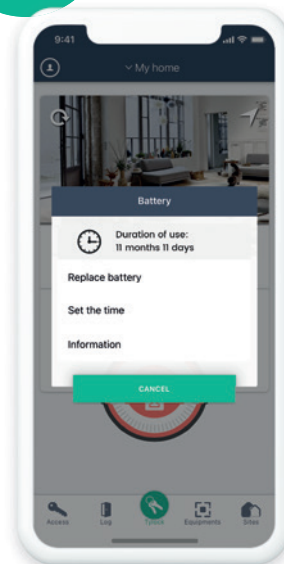 9:41
My home
Battery
Duration of use:
11 months 11 days
Replace battery
Set the time
Information
CANCEL
Access
Log
Tylock
Equipments
Sites